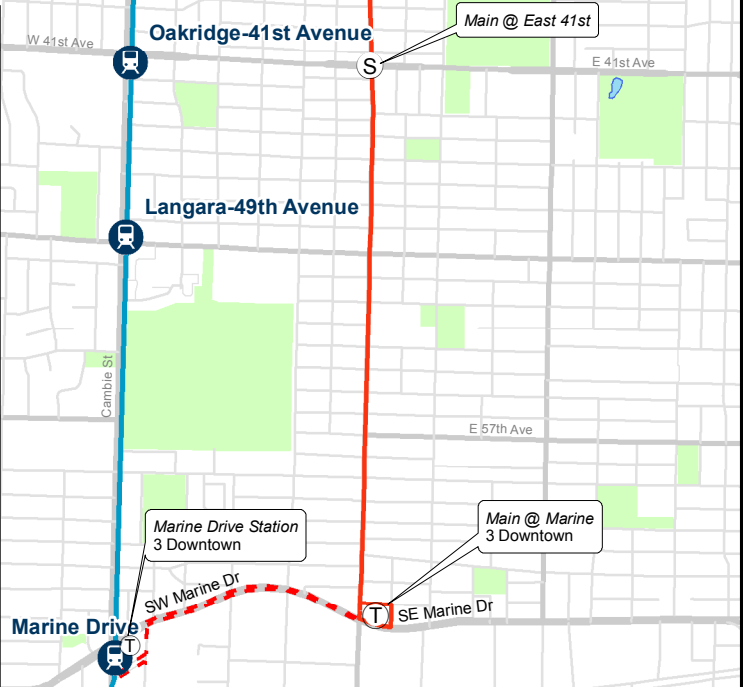 Main @ East 41st
Oakridge-41st Avenue
W 41st Ave
S
E 41st Ave
Langara-49th Avenue
Cambie St
E 57th Ave
Main @ Marine
3 Downtown
Marine Drive Station
3 Downtown
SW Marine Dr
T
SE Marine Dr
Marine Drive
T